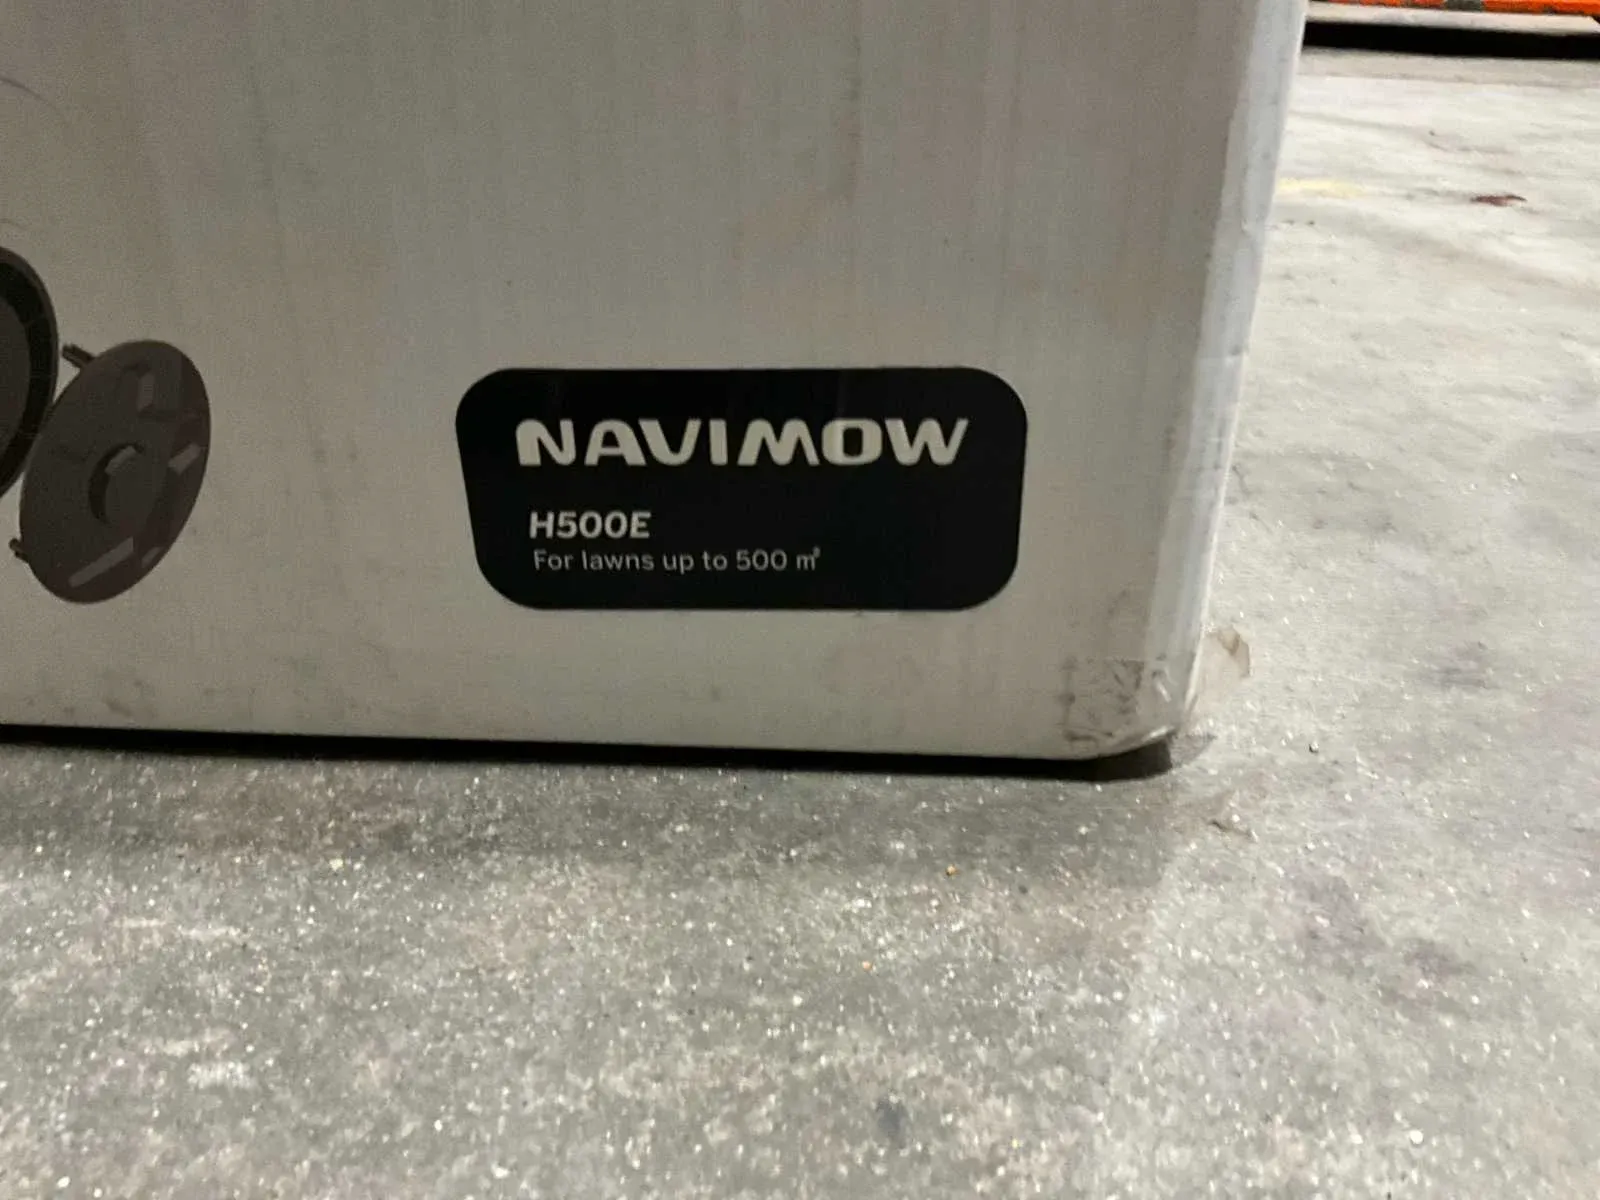 NAVIMOW
H500E
For lawns up to 500 m²